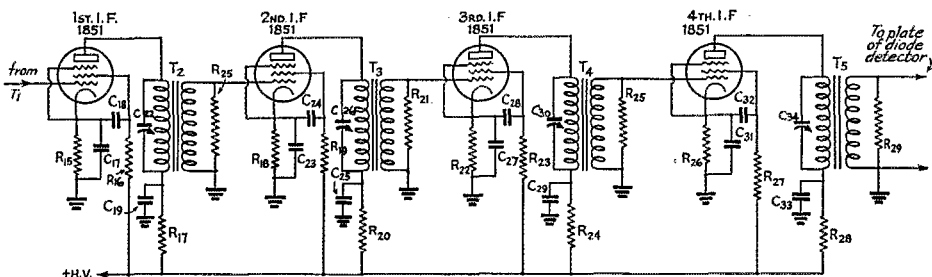 1ST. I.F.
1851
2ND. I.F
1851
3RD. I.F
1851
4TH. I.F
1851
To plate
of diode
detector
from
T1
T2
R25
T3
T4
T5
C18
C22
C24
C26
R21
C28
C30
R25
C32
C34
R29
R15
C17
R16
R18
C23
R19
R22
C27
R23
R26
C31
R27
C19
R17
C25
R20
C29
R24
C33
R28
+H.V.